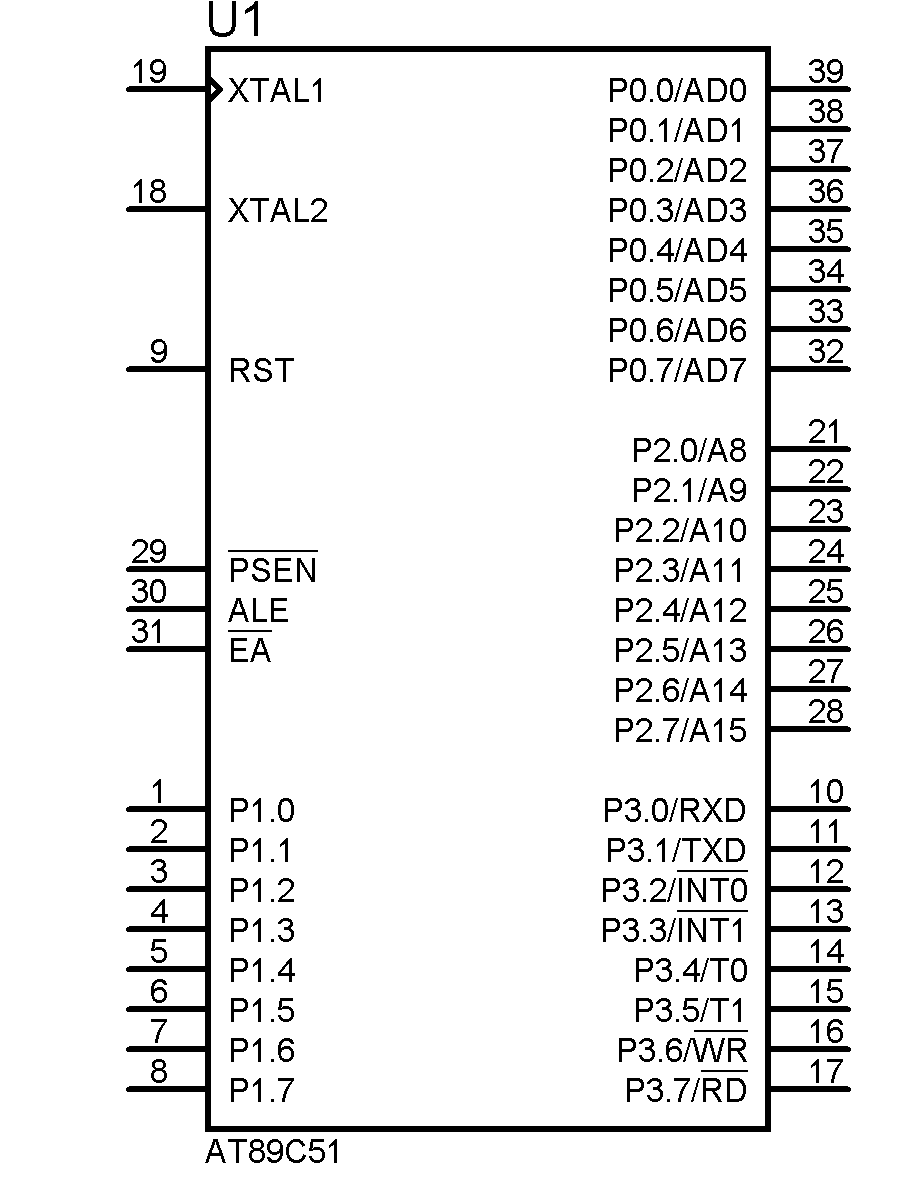 U1
19 XTAL1 P0.0/AD0 39
P0.1/AD1 38
P0.2/AD2 37
18 XTAL2 P0.3/AD3 36
P0.4/AD4 35
P0.5/AD5 34
P0.6/AD6 33
9 RST P0.7/AD7 32
P2.0/A8 21
P2.1/A9 22
P2.2/A10 23
29 PSEN P2.3/A11 24
30 ALE P2.4/A12 25
31 EA P2.5/A13 26
P2.6/A14 27
P2.7/A15 28
1 P1.0 P3.0/RXD 10
2 P1.1 P3.1/TXD 11
3 P1.2 P3.2/INT0 12
4 P1.3 P3.3/INT1 13
5 P1.4 P3.4/T0 14
6 P1.5 P3.5/T1 15
7 P1.6 P3.6/WR 16
8 P1.7 P3.7/RD 17
AT89C51